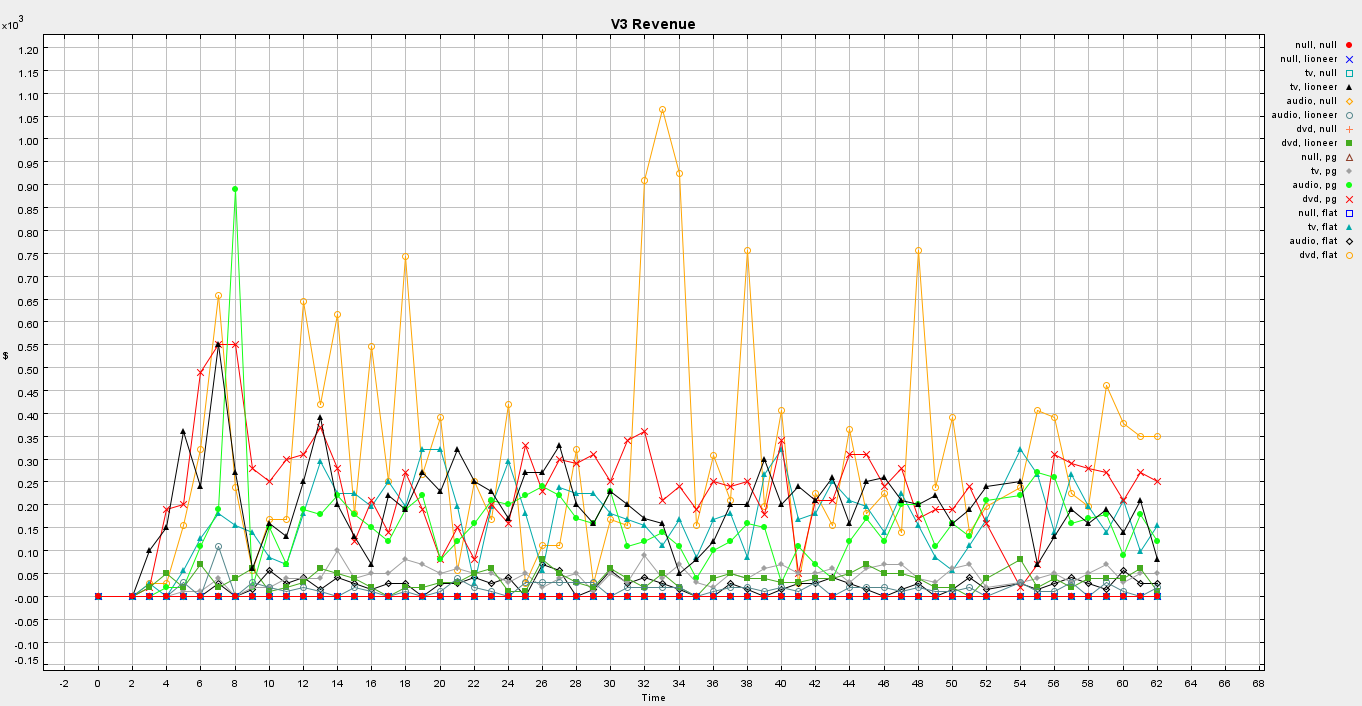 V3 Revenue
x10^3
1.20
1.15
1.10
1.05
1.00
0.95
0.90
0.85
0.80
0.75
0.70
0.65
0.60
0.55
0.50
0.45
0.40
0.35
0.30
0.25
0.20
0.15
0.10
0.05
-0.00
-0.05
-0.10
-0.15
$
-2 0 2 4 6 8 10 12 14 16 18 20 22 24 26 28 30 32 34 36 38 40 42 44 46 48 50 52 54 56 58 60 62 64 66 68
Time
null, null
null, lioneer
tv, null
tv, lioneer
audio, null
audio, lioneer
dvd, null
dvd, lioneer
null, pg
tv, pg
audio, pg
dvd, pg
null, flat
tv, flat
audio, flat
dvd, flat